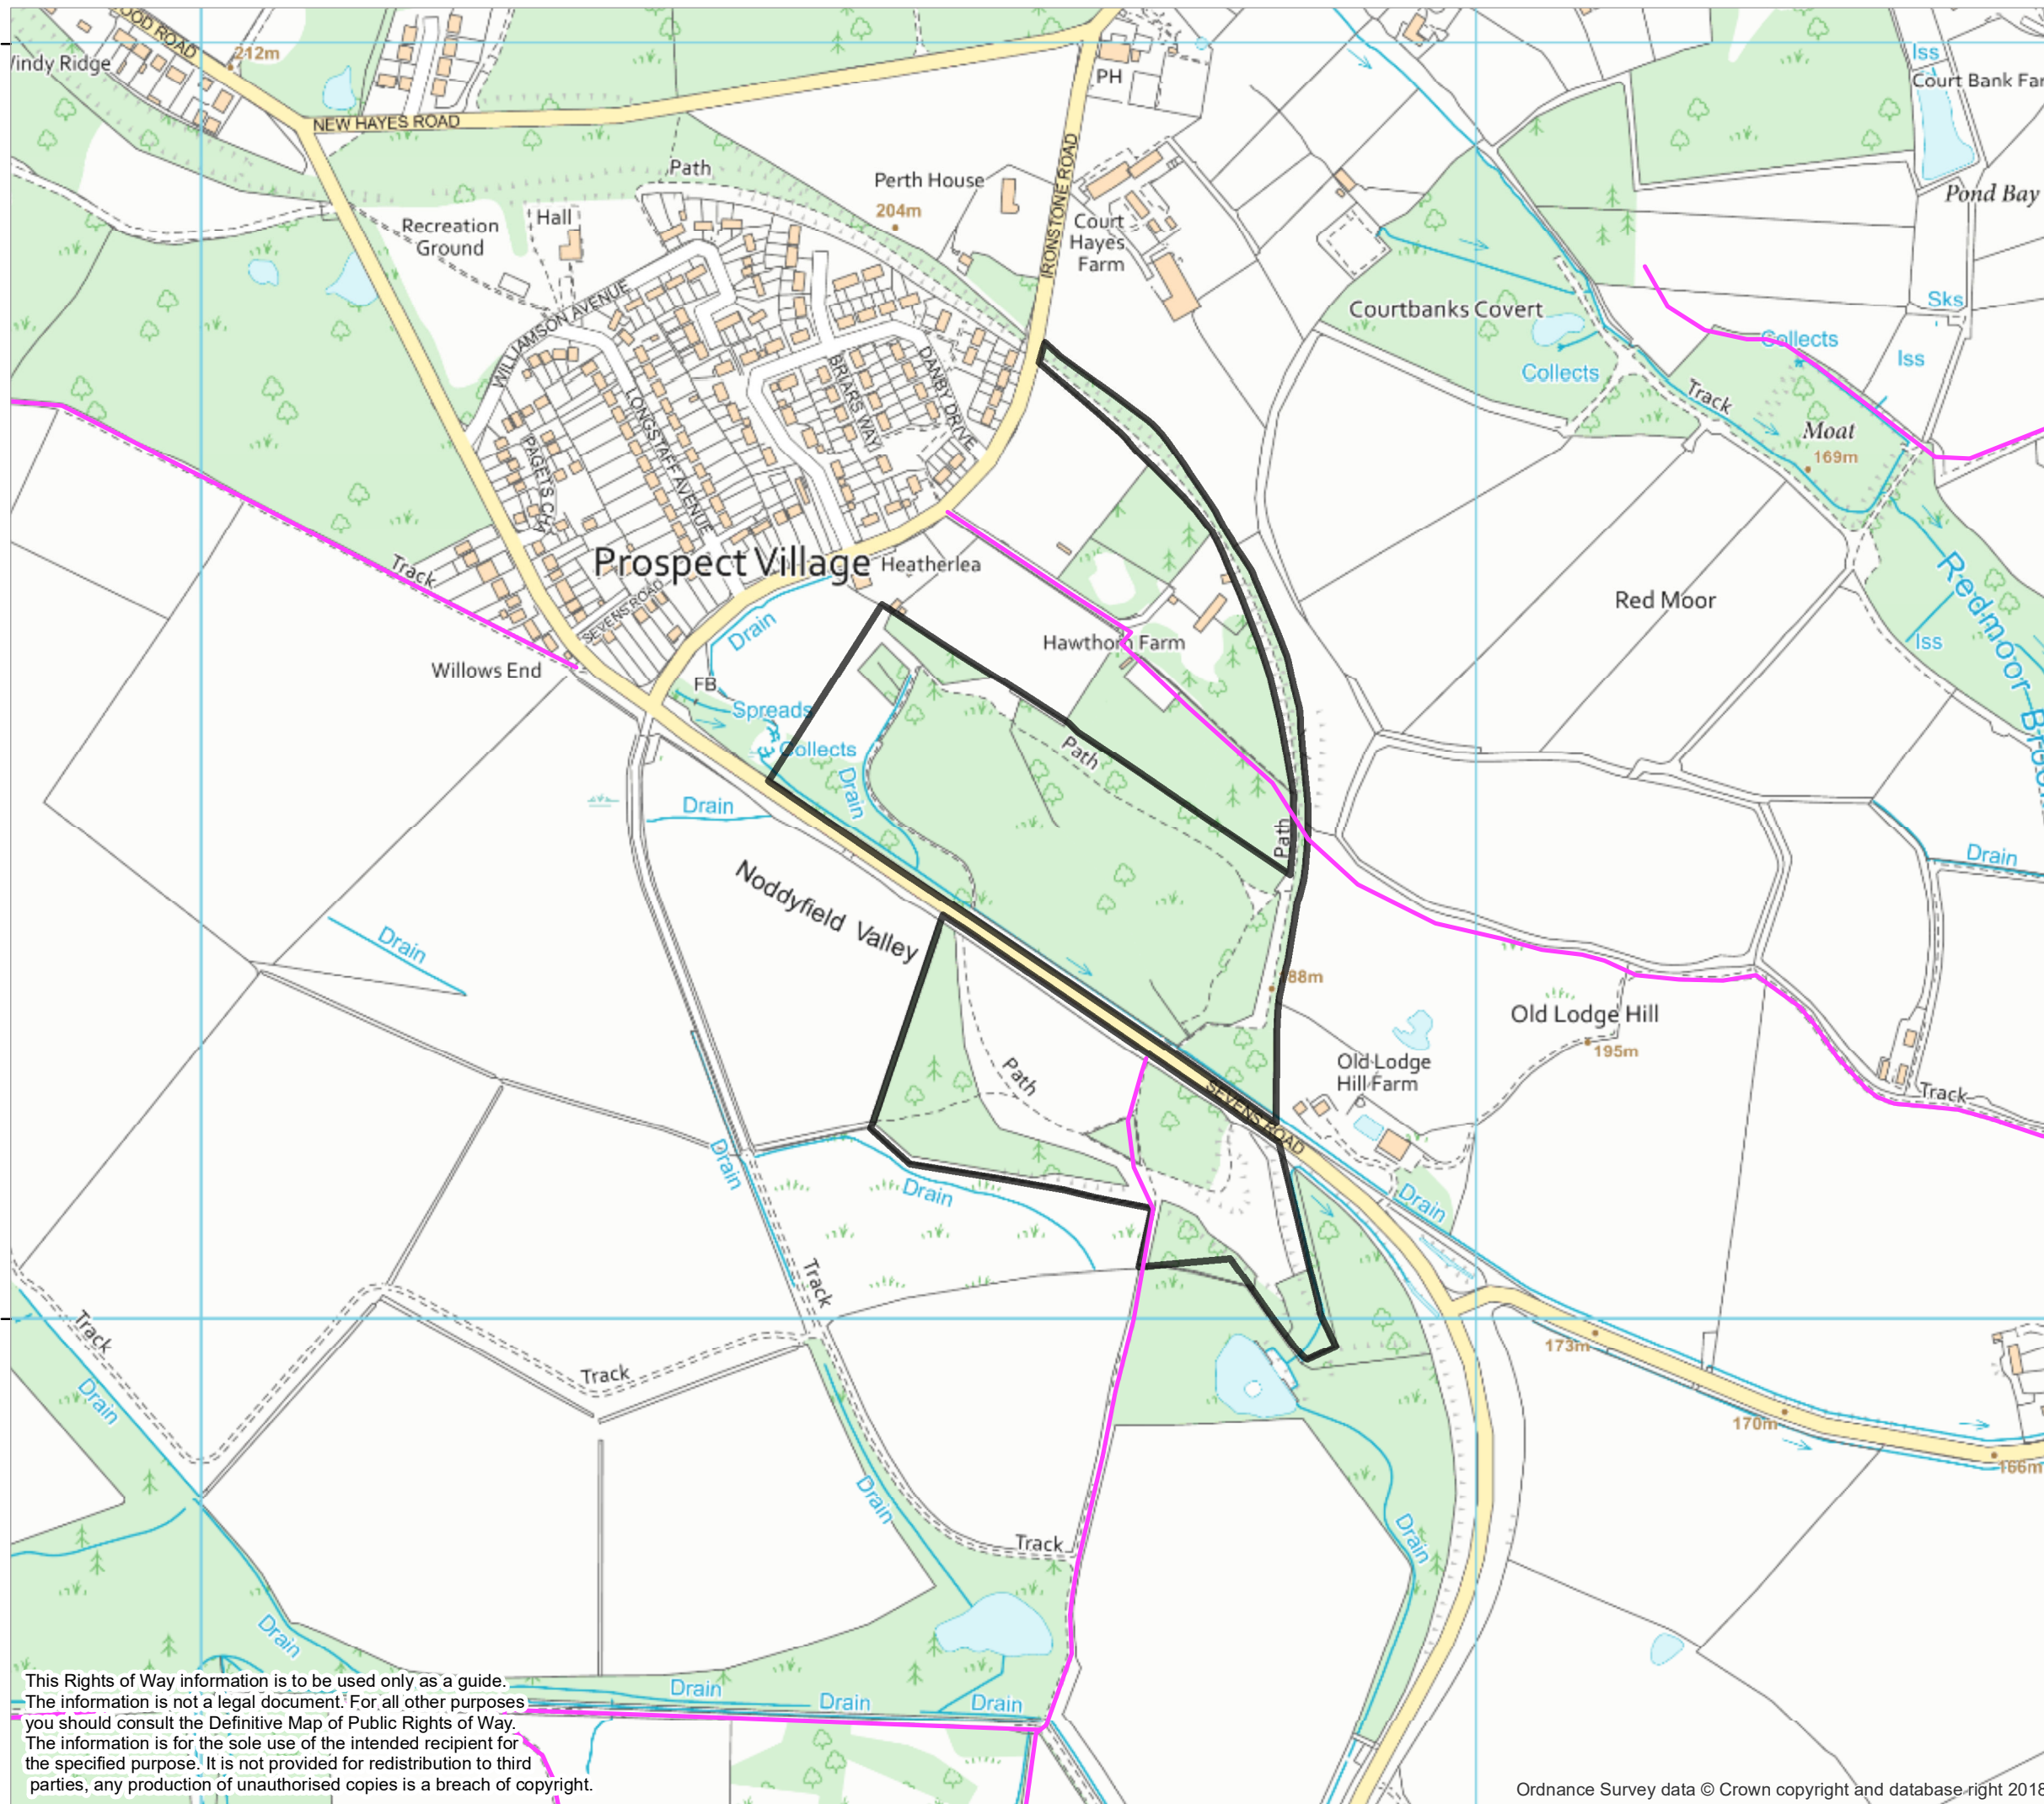 OOD ROAD
212m
indy Ridge
NEW HAYES ROAD
PH
Iss
Court Bank Far
Path
Perth House
204m
IRONSTONE ROAD
Pond Bay
Recreation
Ground
Hall
Court
Hayes
Farm
Courtbanks Covert
Sks
Collects
Iss
Collects
Track
Moat
169m
WILLIAMSON AVENUE
PAGETS CHA
LONGSTAFF AVENUE
BRIARS WAY
DANBY DRIVE
Track
Prospect Village
Heatherlea
SEVENS ROAD
Red Moor
Redmoor Broo
Iss
Drain
Hawthorn Farm
Willows End
FB
Spreads
Collects
Drain
Path
Drain
Path
Drain
Noddyfield Valley
Drain
88m
Old Lodge Hill
195m
Old Lodge
Hill Farm
Path
SEVENS ROAD
Track
Drain
Drain
Drain
Track
Track
Track
173m
170m
166m
Drain
Drain
Track
Drain
Drain
Drain
Drain
Drain
This Rights of Way information is to be used only as a guide.
The information is not a legal document. For all other purposes
you should consult the Definitive Map of Public Rights of Way.
The information is for the sole use of the intended recipient for
the specified purpose. It is not provided for redistribution to third
parties, any production of unauthorised copies is a breach of copyright.
Ordnance Survey data © Crown copyright and database right 2018